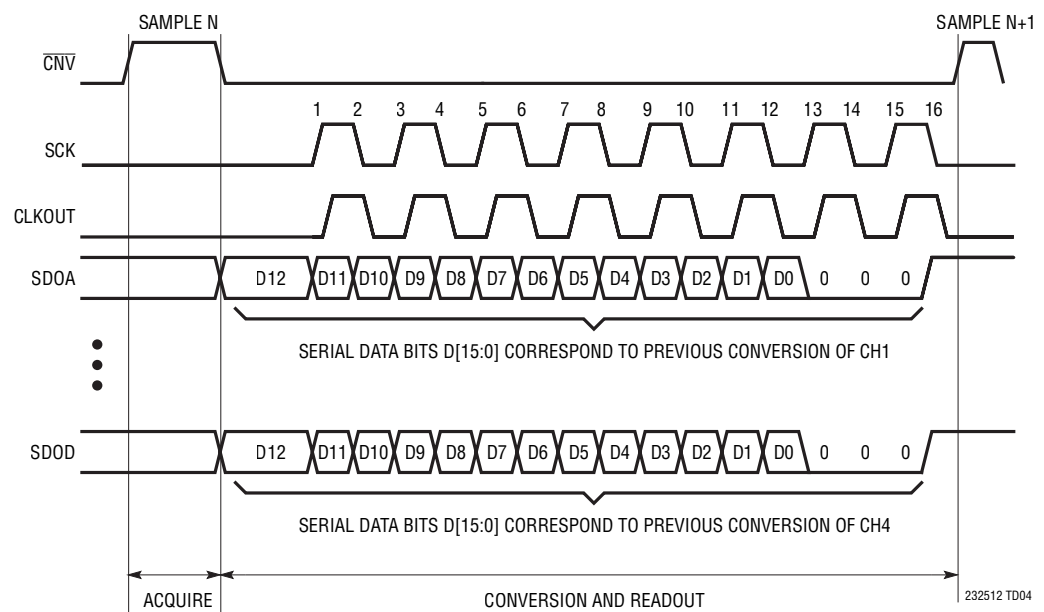 SAMPLE N SAMPLE N+1
CNV
1 2 3 4 5 6 7 8 9 10 11 12 13 14 15 16
SCK
CLKOUT
SDOA D12 D11 D10 D9 D8 D7 D6 D5 D4 D3 D2 D1 D0 0 0 0
SERIAL DATA BITS D[15:0] CORRESPOND TO PREVIOUS CONVERSION OF CH1
SDOD D12 D11 D10 D9 D8 D7 D6 D5 D4 D3 D2 D1 D0 0 0 0
SERIAL DATA BITS D[15:0] CORRESPOND TO PREVIOUS CONVERSION OF CH4
ACQUIRE CONVERSION AND READOUT 232512 TD04